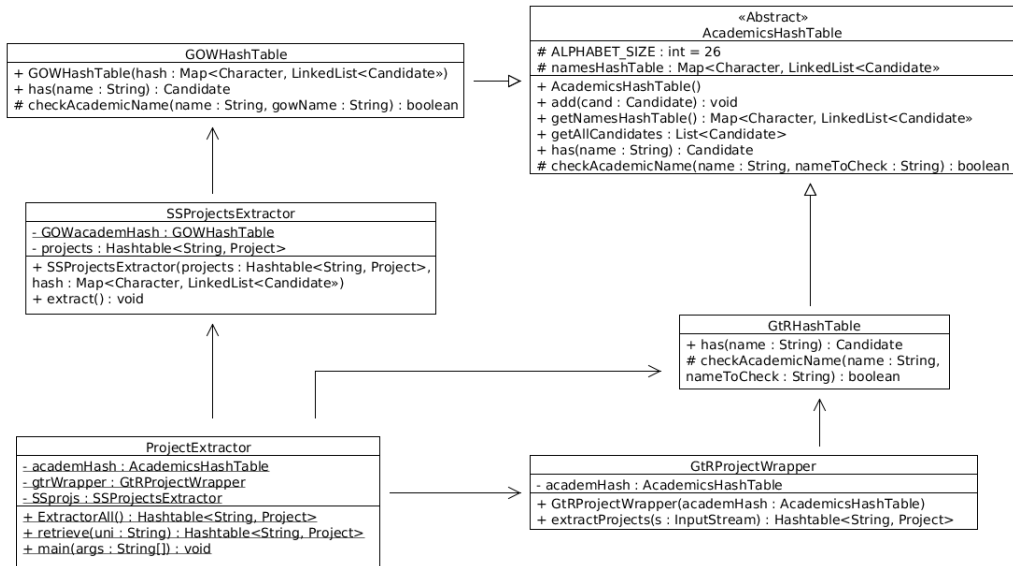 «Abstract»
AcademicsHashTable
# ALPHABET_SIZE : int = 26
# namesHashTable : Map<Character, LinkedList<Candidate»
+ AcademicsHashTable()
+ add(cand : Candidate) : void
+ getNamesHashTable() : Map<Character, LinkedList<Candidate»
+ getAllCandidates : List<Candidate>
+ has(name : String) : Candidate
# checkAcademicName(name : String, nameToCheck : String) : boolean
GOWHashTable
+ GOWHashTable(hash : Map<Character, LinkedList<Candidate»)
+ has(name : String) : Candidate
# checkAcademicName(name : String, gowName : String) : boolean
SSProjectsExtractor
- GOWacademHash : GOWHashTable
- projects : Hashtable<String, Project>
+ SSProjectsExtractor(projects : Hashtable<String, Project>,
hash : Map<Character, LinkedList<Candidate»)
+ extract() : void
GtRHashTable
+ has(name : String) : Candidate
# checkAcademicName(name : String,
nameToCheck : String) : boolean
ProjectExtractor
- academHash : AcademicsHashTable
- gtrWrapper : GtRProjectWrapper
- SSprojs : SSProjectsExtractor
+ ExtractorAll() : Hashtable<String, Project>
+ retrieve(uni : String) : Hashtable<String, Project>
+ main(args : String[]) : void
GtRProjectWrapper
- academHash : AcademicsHashTable
+ GtRProjectWrapper(academHash : AcademicsHashTable)
+ extractProjects(s : InputStream) : Hashtable<String, Project>